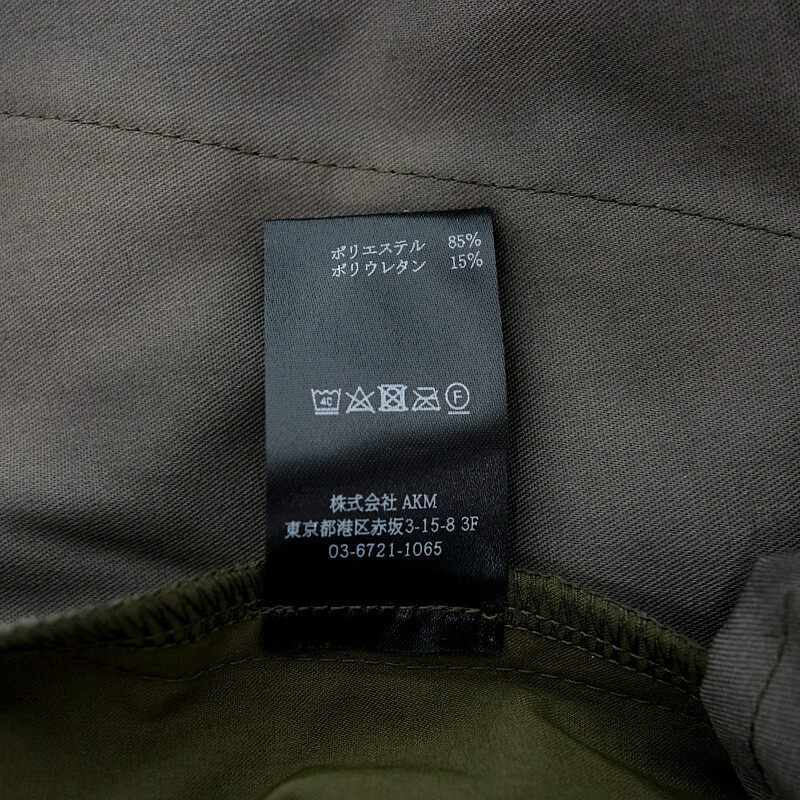 ポリエステル 85%
ポリウレタン 15%
40 F
株式会社 AKM
東京都港区赤坂3-15-8 3F
03-6721-1065